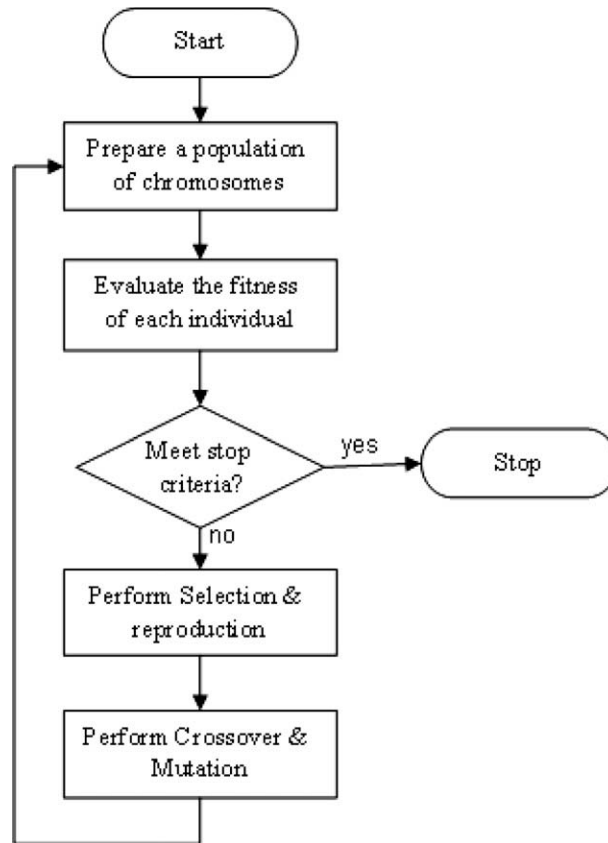 Start
Prepare a population
of chromosomes
Evaluate the fitness
of each individual
Meet stop
criteria?
yes
Stop
no
Perform Selection &
reproduction
Perform Crossover &
Mutation